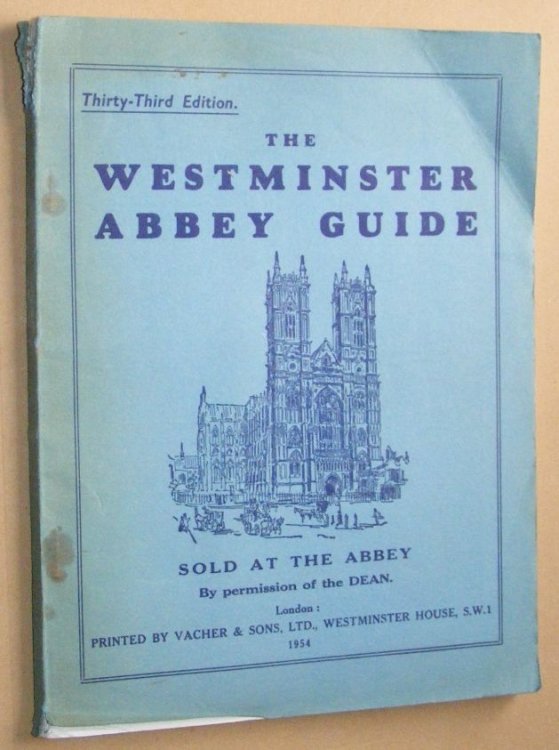 Thirty-Third Edition.
THE
WESTMINSTER
ABBEY GUIDE
SOLD AT THE ABBEY
By permission of the DEAN.
London :
PRINTED BY VACHER & SONS, LTD., WESTMINSTER HOUSE, S.W.1
1954